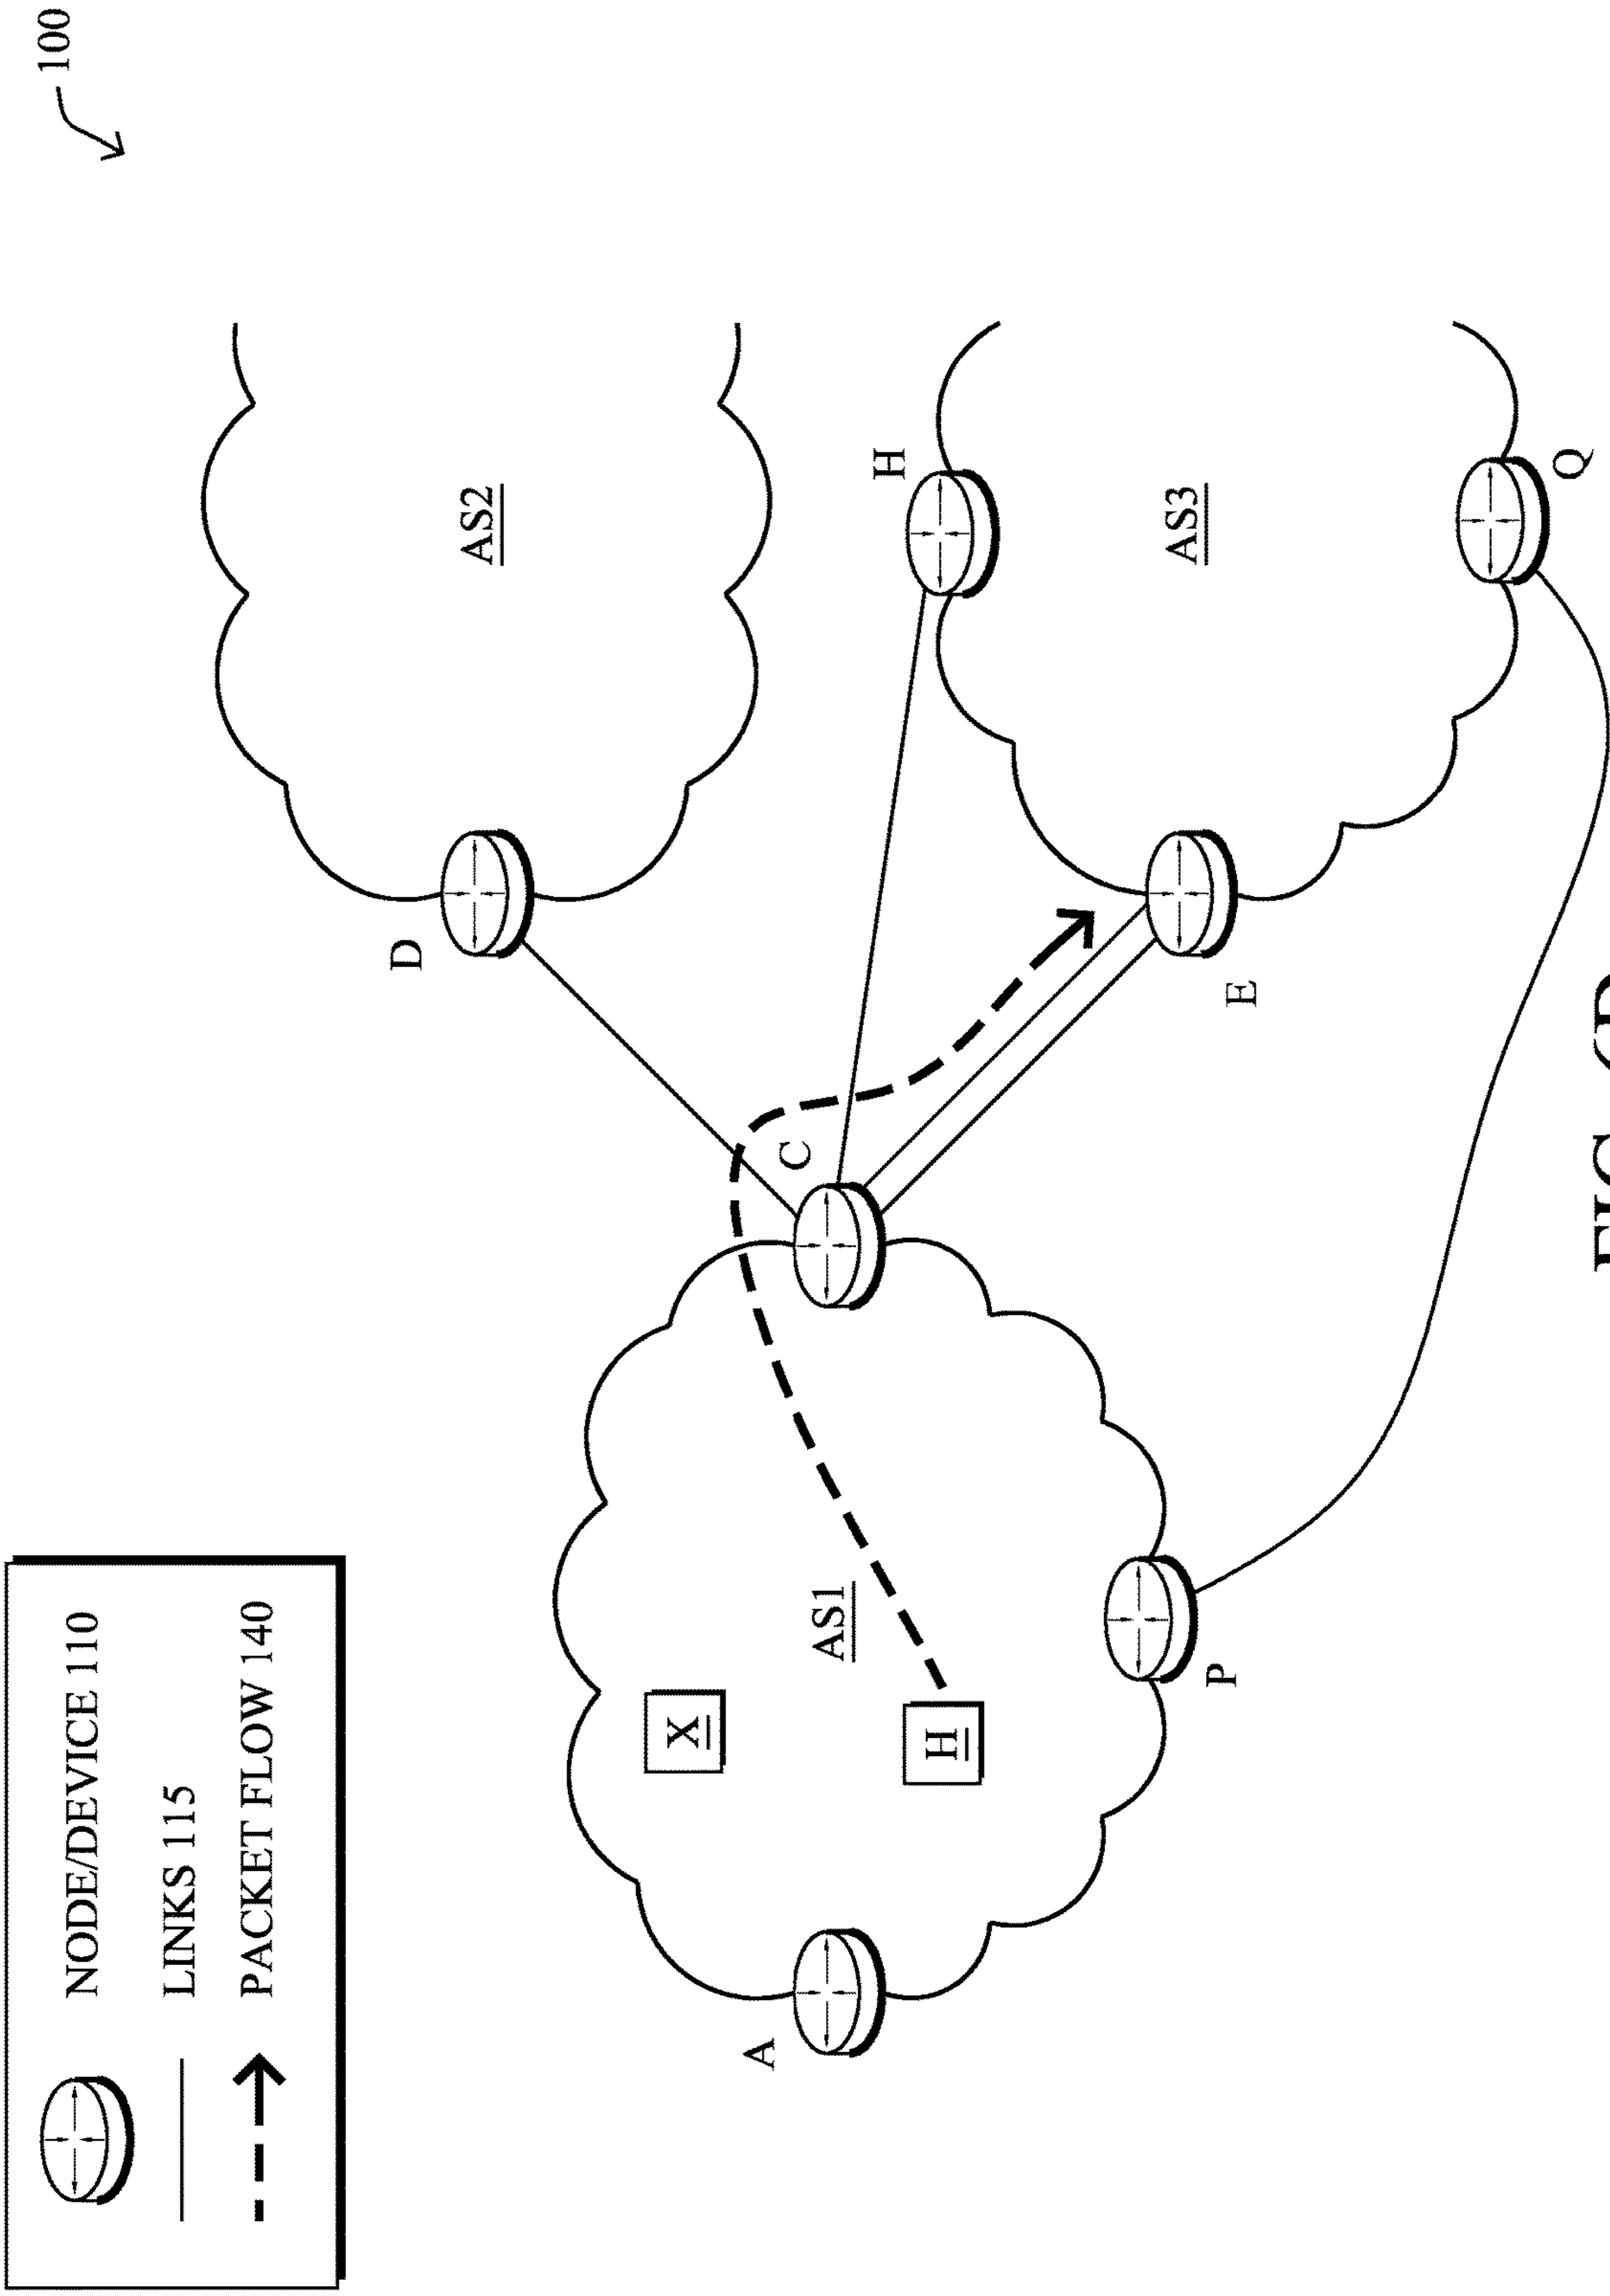 100
NODE/DEVICE 110
LINKS 115
PACKET FLOW 140
AS2
D
H
AS3
C
E
Q
X
AS1
H
A
P